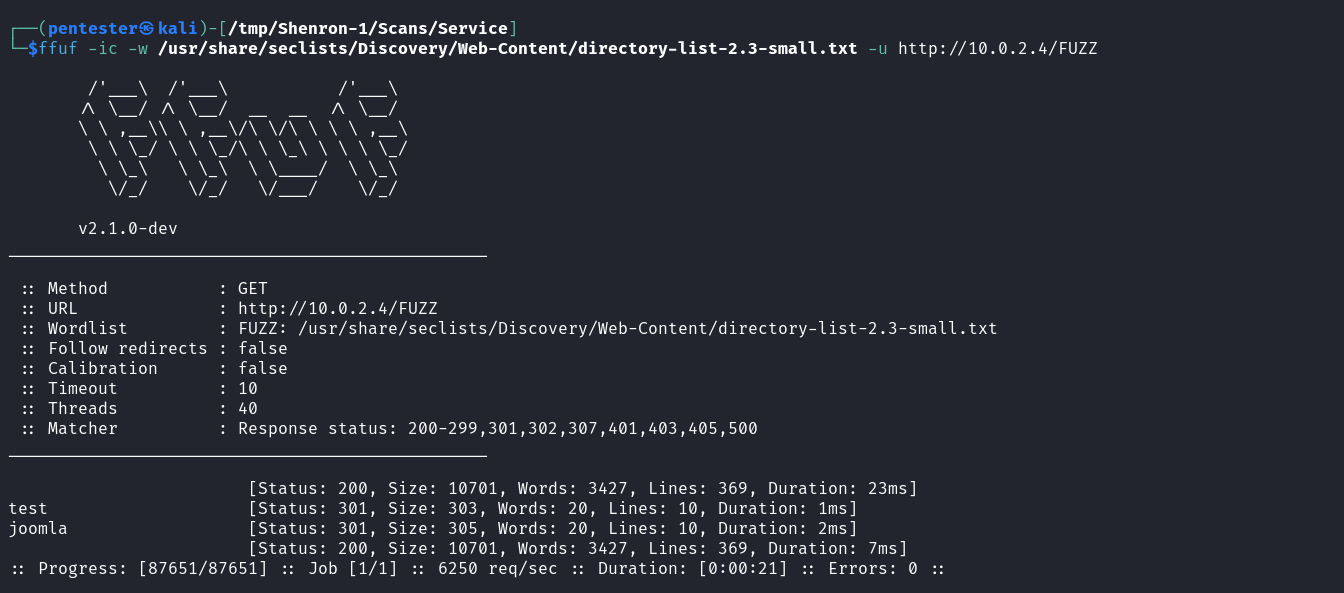 ┌──(pentester㉿kali)-[/tmp/Shenron-1/Scans/Service]
└─$ffuf -ic -w /usr/share/seclists/Discovery/Web-Content/directory-list-2.3-small.txt -u http://10.0.2.4/FUZZ

        /'___\  /'___\           /'___\
       /\ \__/ /\ \__/  __  __  /\ \__/
       \ \ ,__\\ \ ,__\/\ \/\ \ \ \ ,__\
        \ \ \_/ \ \ \_/\ \ \_\ \ \ \ \_/
         \ \_\   \ \_\  \ \____/  \ \_\
          \/_/    \/_/   \/___/    \/_/

       v2.1.0-dev
________________________________________________

 :: Method           : GET
 :: URL              : http://10.0.2.4/FUZZ
 :: Wordlist         : FUZZ: /usr/share/seclists/Discovery/Web-Content/directory-list-2.3-small.txt
 :: Follow redirects : false
 :: Calibration      : false
 :: Timeout          : 10
 :: Threads          : 40
 :: Matcher          : Response status: 200-299,301,302,307,401,403,405,500
________________________________________________

                        [Status: 200, Size: 10701, Words: 3427, Lines: 369, Duration: 23ms]
test                    [Status: 301, Size: 303, Words: 20, Lines: 10, Duration: 1ms]
joomla                  [Status: 301, Size: 305, Words: 20, Lines: 10, Duration: 2ms]
                        [Status: 200, Size: 10701, Words: 3427, Lines: 369, Duration: 7ms]
:: Progress: [87651/87651] :: Job [1/1] :: 6250 req/sec :: Duration: [0:00:21] :: Errors: 0 ::